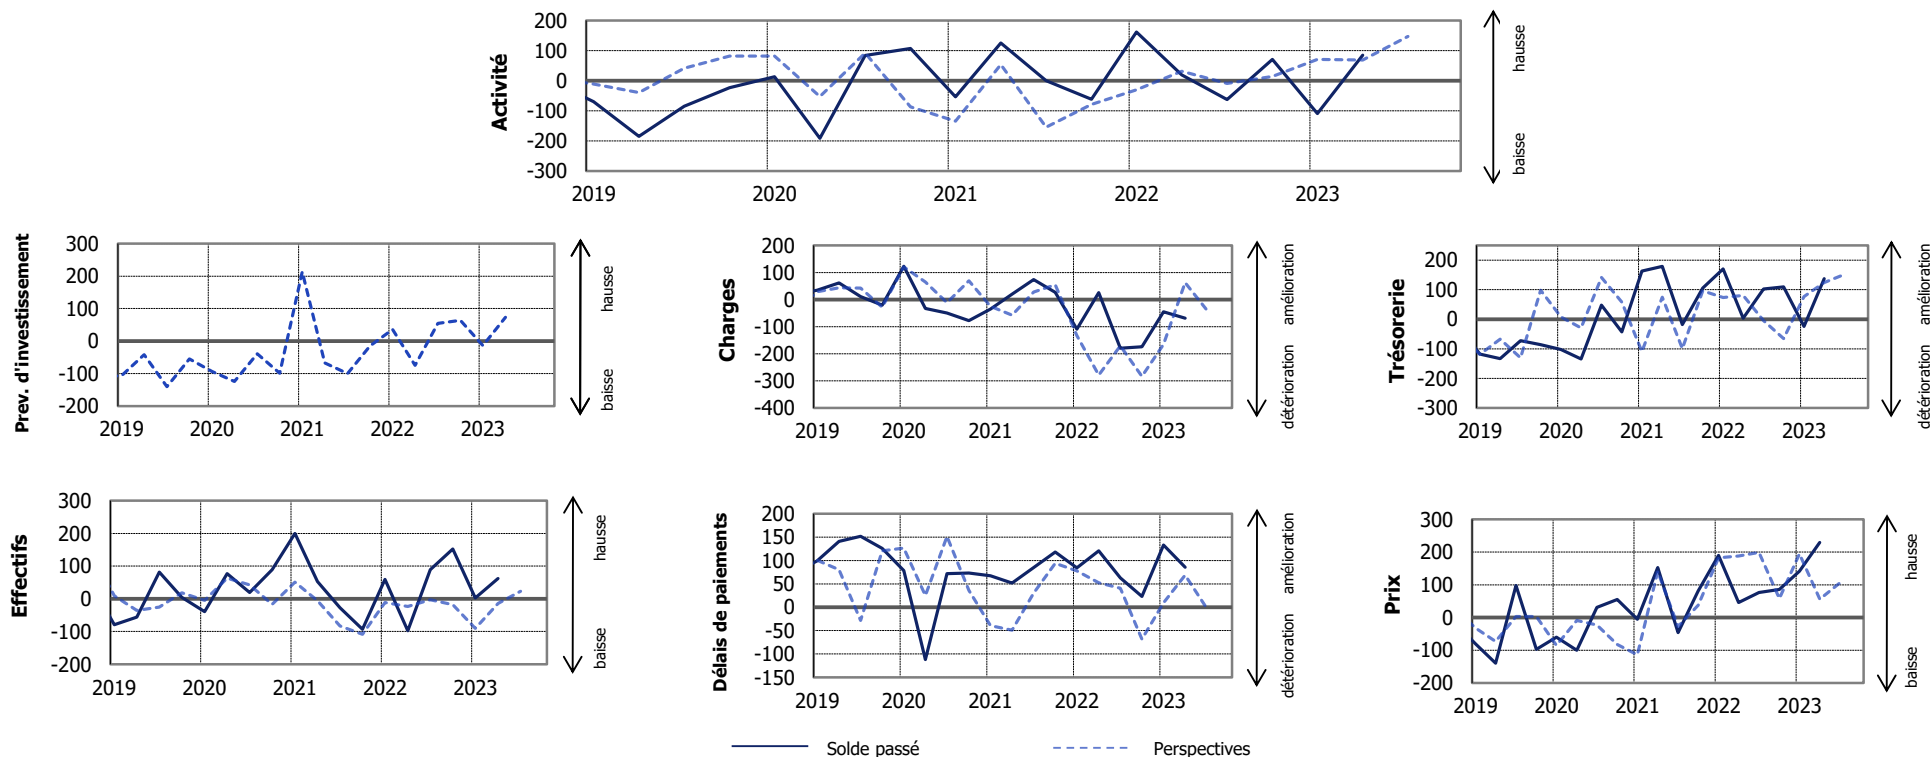 Activité
200
100
0
-100
-200
-300
2019 2020 2021 2022 2023
hausse
baisse
Prev. d'investissement
300
200
100
0
-100
-200
2019 2020 2021 2022 2023
hausse
baisse
Charges
200
100
0
-100
-200
-300
-400
2019 2020 2021 2022 2023
amélioration
détérioration
Trésorerie
200
100
0
-100
-200
-300
2019 2020 2021 2022 2023
amélioration
détérioration
Effectifs
300
200
100
0
-100
-200
2019 2020 2021 2022 2023
hausse
baisse
Délais de paiements
200
150
100
50
0
-50
-100
-150
2019 2020 2021 2022 2023
amélioration
détérioration
Prix
300
200
100
0
-100
-200
2019 2020 2021 2022 2023
hausse
baisse
Solde passé Perspectives